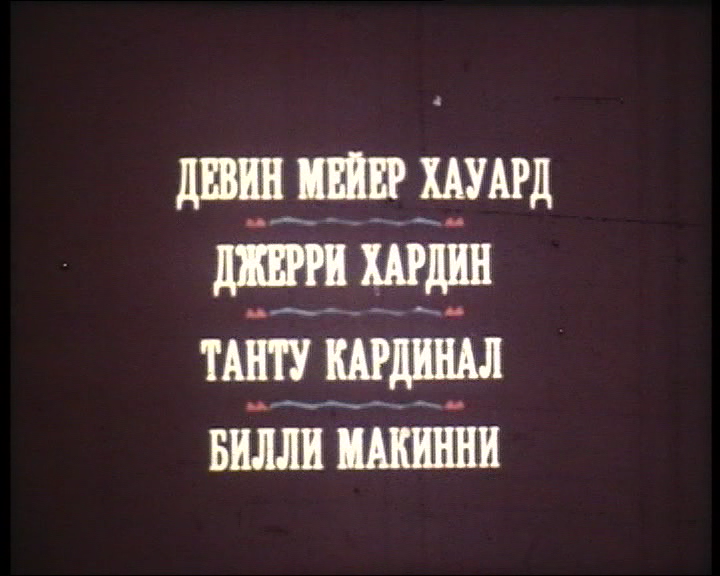 ДЕВИН МЕЙЕР ХАУАРД
ДЖЕРРИ ХАРДИН
ТАНТУ КАРДИНАЛ
БИЛЛИ МАКИННИ